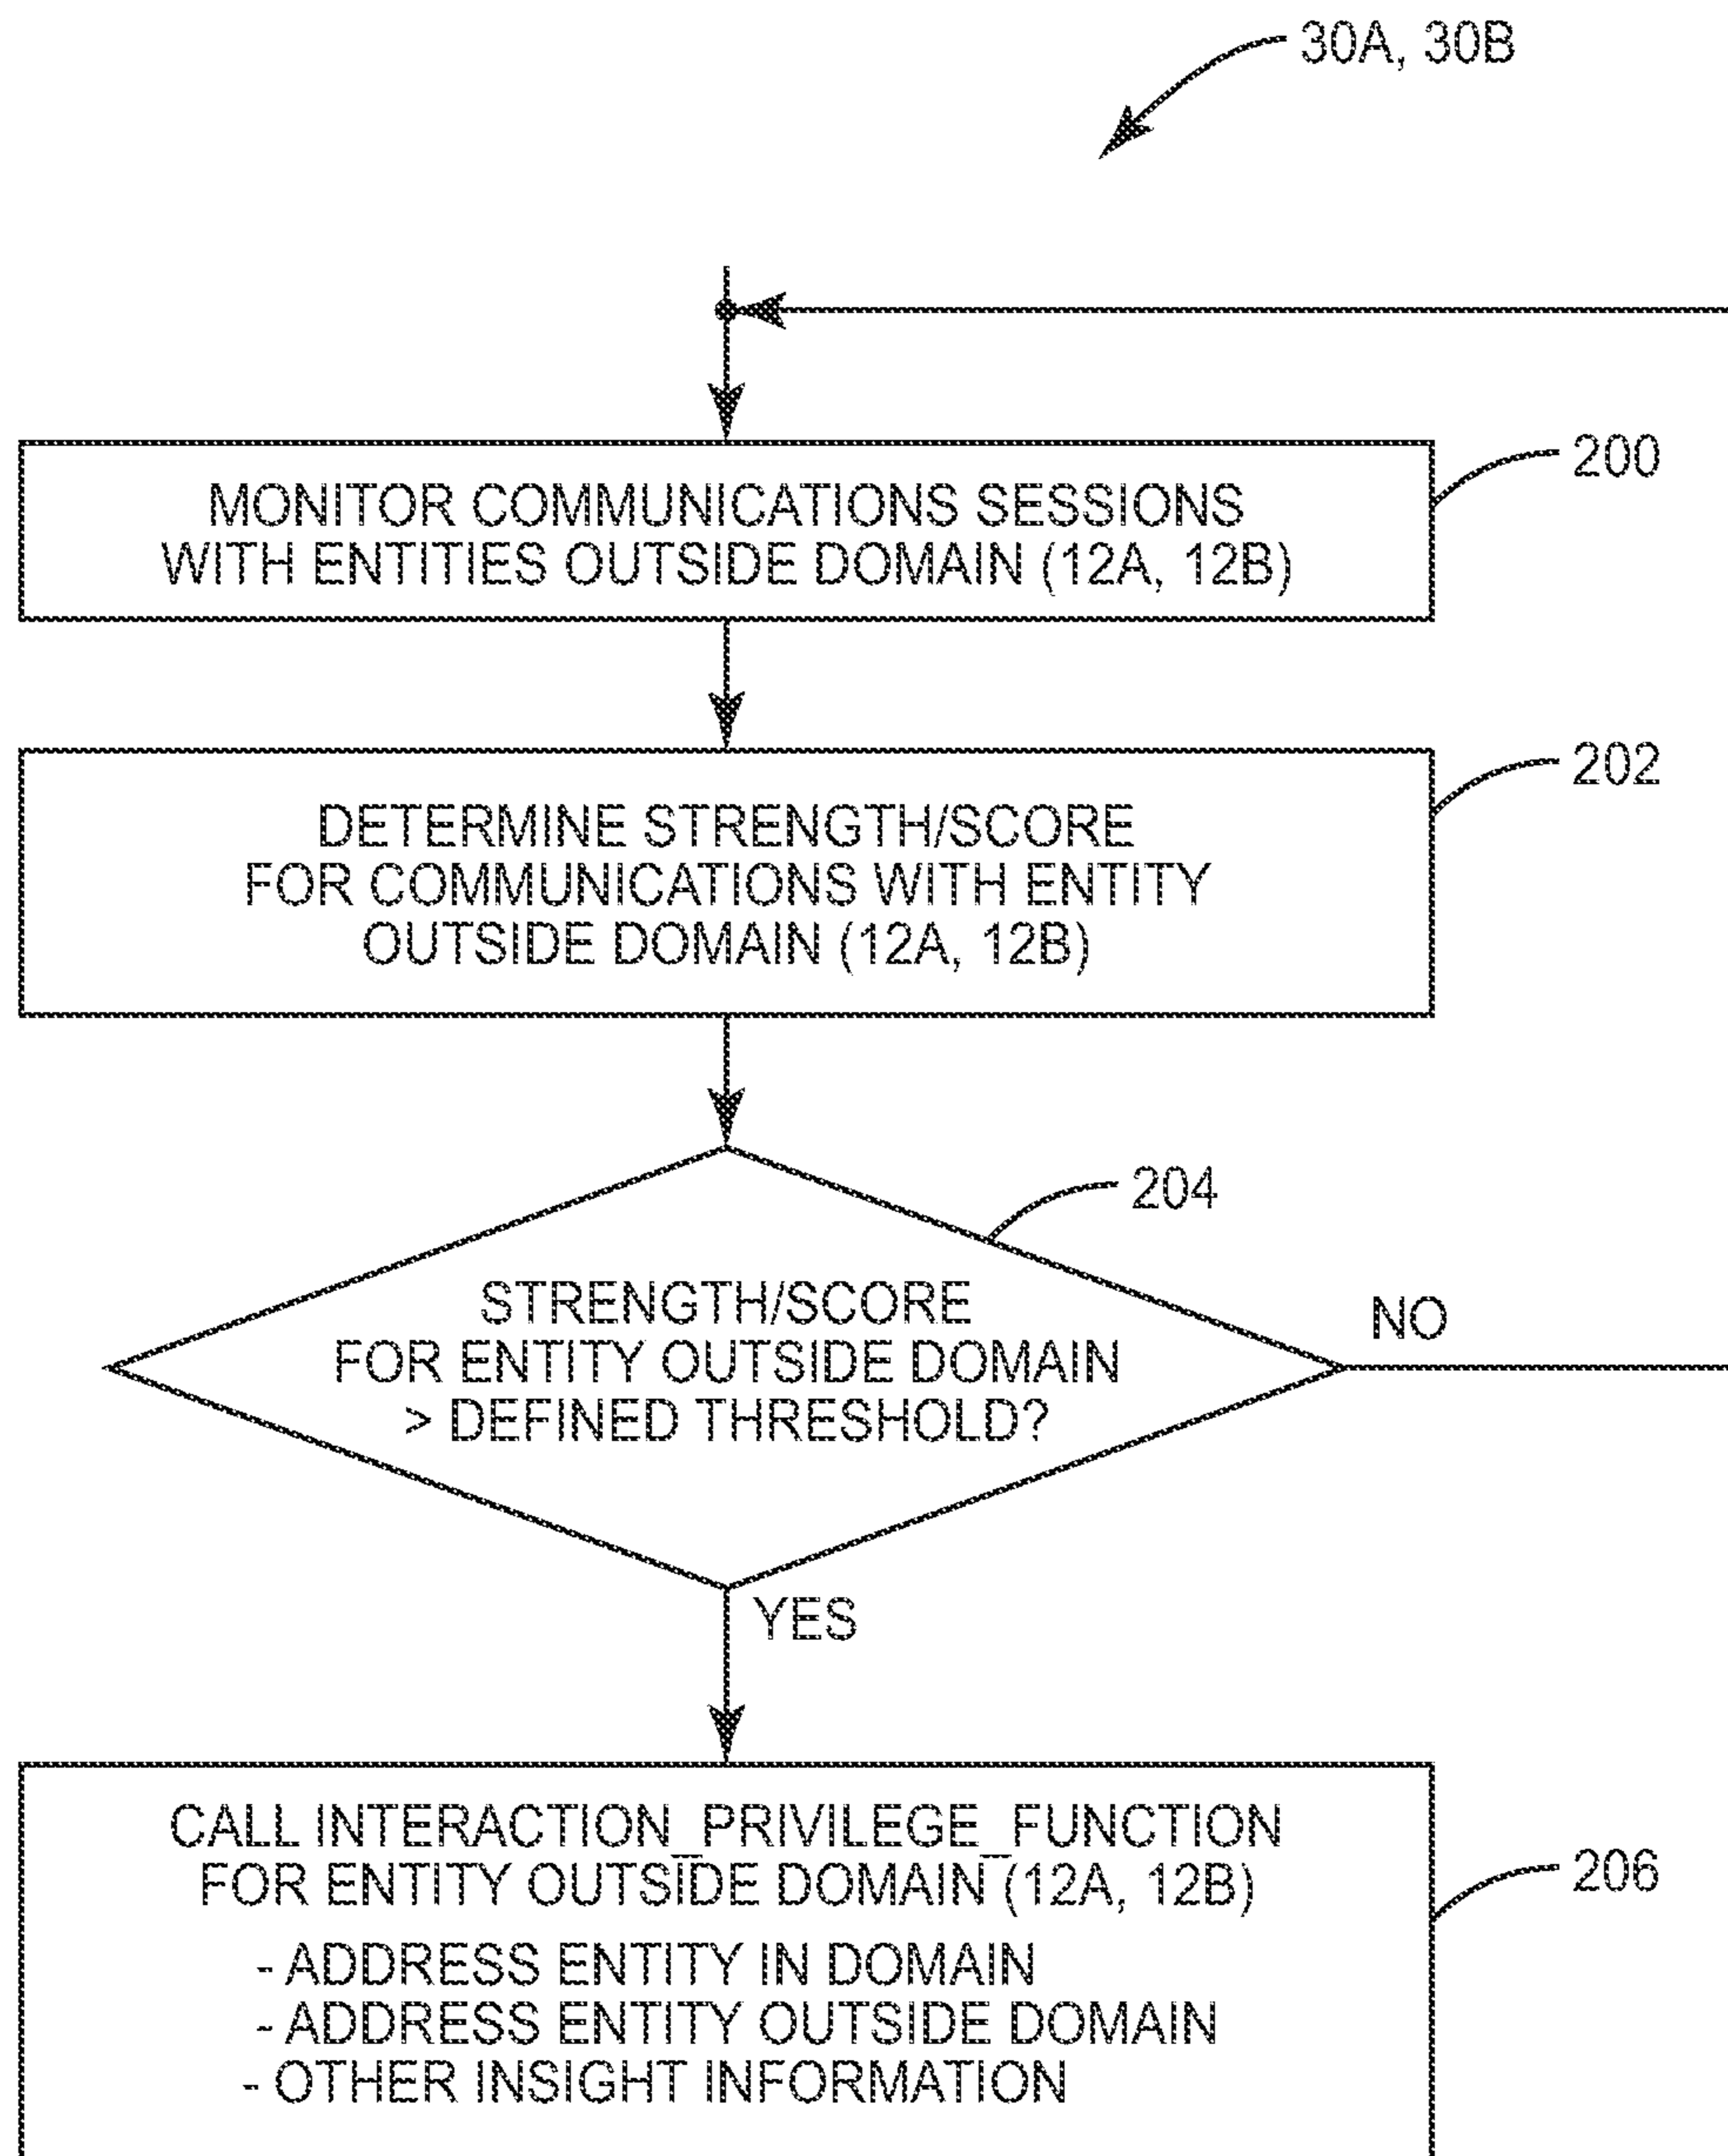 30A, 30B
200
MONITOR COMMUNICATIONS SESSIONS
WITH ENTITIES OUTSIDE DOMAIN (12A, 12B)
202
DETERMINE STRENGTH/SCORE
FOR COMMUNICATIONS WITH ENTITY
OUTSIDE DOMAIN (12A, 12B)
204
STRENGTH/SCORE
FOR ENTITY OUTSIDE DOMAIN
> DEFINED THRESHOLD?
NO
YES
CALL INTERACTION_PRIVILEGE_FUNCTION
FOR ENTITY OUTSIDE DOMAIN (12A, 12B)
206
- ADDRESS ENTITY IN DOMAIN
- ADDRESS ENTITY OUTSIDE DOMAIN
- OTHER INSIGHT INFORMATION